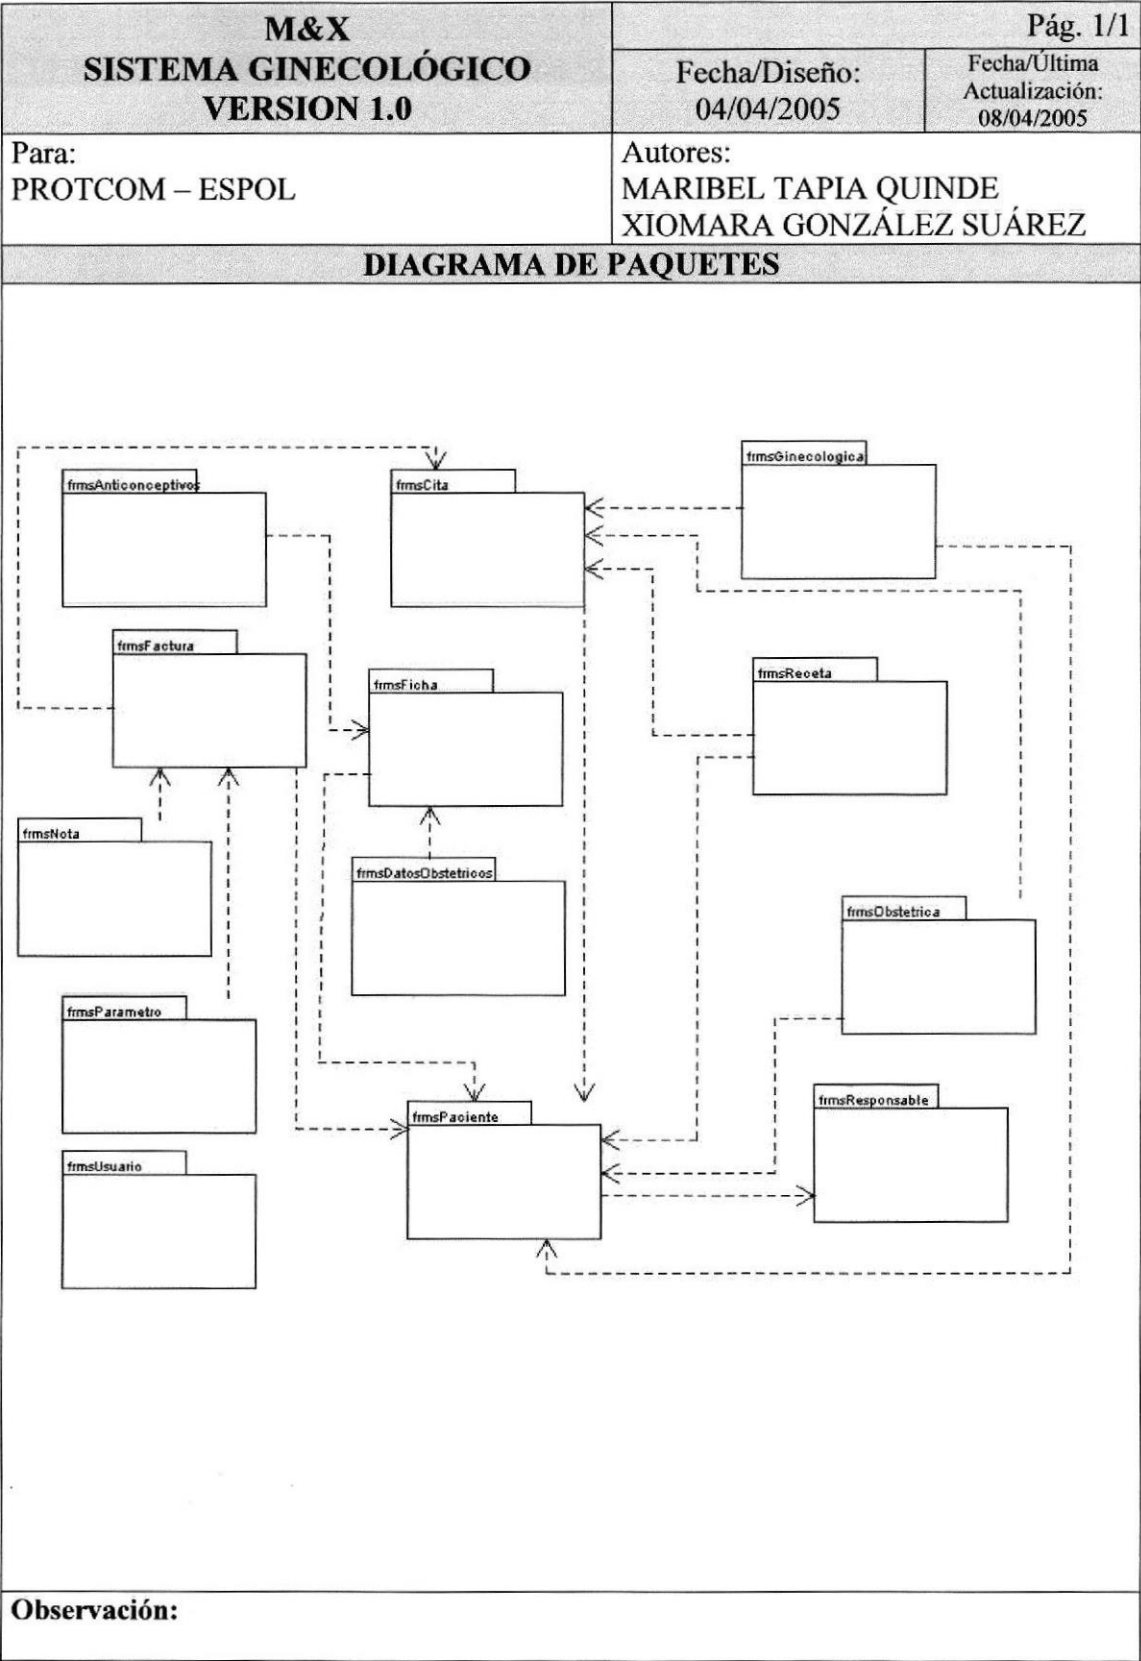 M&X
SISTEMA GINECOLÓGICO
VERSION 1.0
Pág. 1/1
Fecha/Diseño:
04/04/2005
Fecha/Última
Actualización:
08/04/2005
Para:
PROTCOM – ESPOL
Autores:
MARIBEL TAPIA QUINDE
XIOMARA GONZÁLEZ SUÁREZ
DIAGRAMA DE PAQUETES
frmsGinecologica
frmsAnticonceptivos
frmsCita
frmsFactura
frmsReceta
frmsFicha
frmsNota
frmsDatosObstetricos
frmsObstetrica
frmsParametro
frmsResponsable
frmsPaciente
frmsUsuario
Observación: